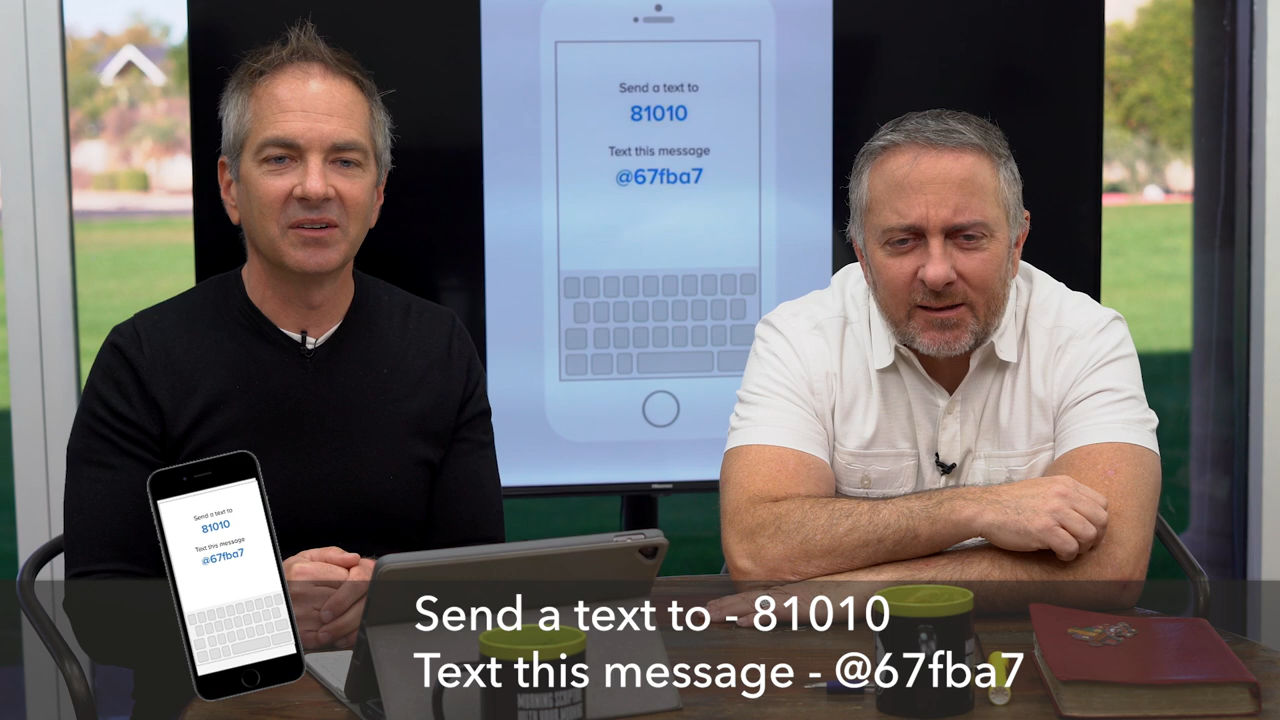 Send a text to
81010
Text this message
@67fba7
Send a text to
81010
Text this message
@67fba7
Send a text to - 81010
Text this message - @67fba7